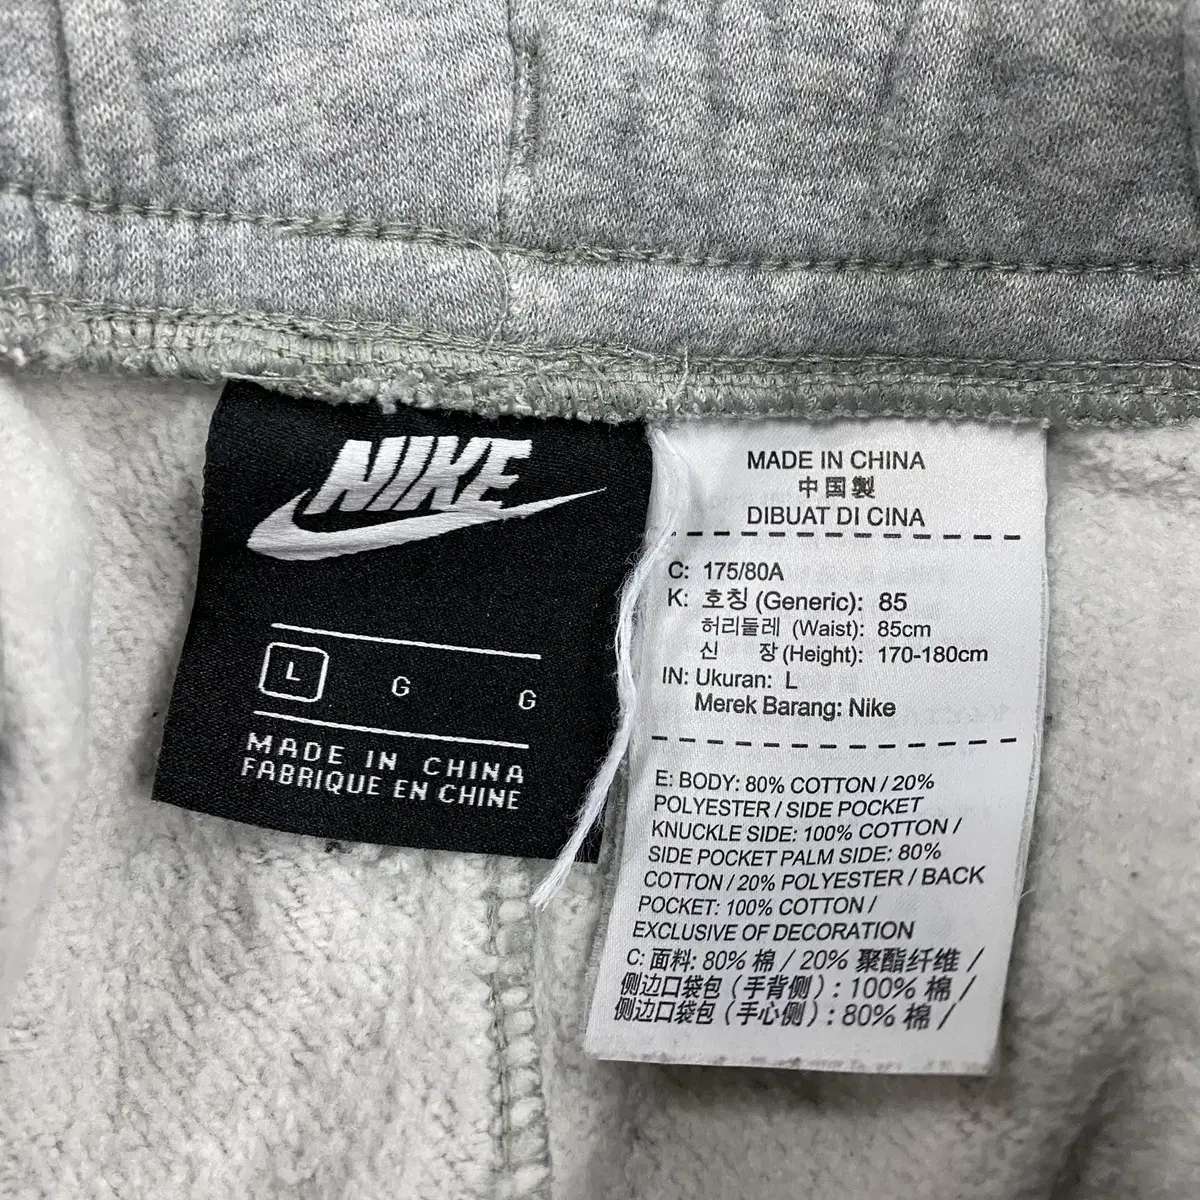 NIKE
L G G
MADE IN CHINA
FABRIQUE EN CHINE
MADE IN CHINA
中国製
DIBUAT DI CINA
C: 175/80A
K: 호칭 (Generic): 85
허리둘레 (Waist): 85cm
신 장 (Height): 170-180cm
IN: Ukuran: L
Merek Barang: Nike
E: BODY: 80% COTTON / 20%
POLYESTER / SIDE POCKET
KNUCKLE SIDE: 100% COTTON /
SIDE POCKET PALM SIDE: 80%
COTTON / 20% POLYESTER / BACK
POCKET: 100% COTTON /
EXCLUSIVE OF DECORATION
C: 面料: 80% 棉 / 20% 聚酯纤维 /
侧边口袋包 (手背侧) : 100% 棉 /
侧边口袋包 (手心侧) : 80% 棉 /